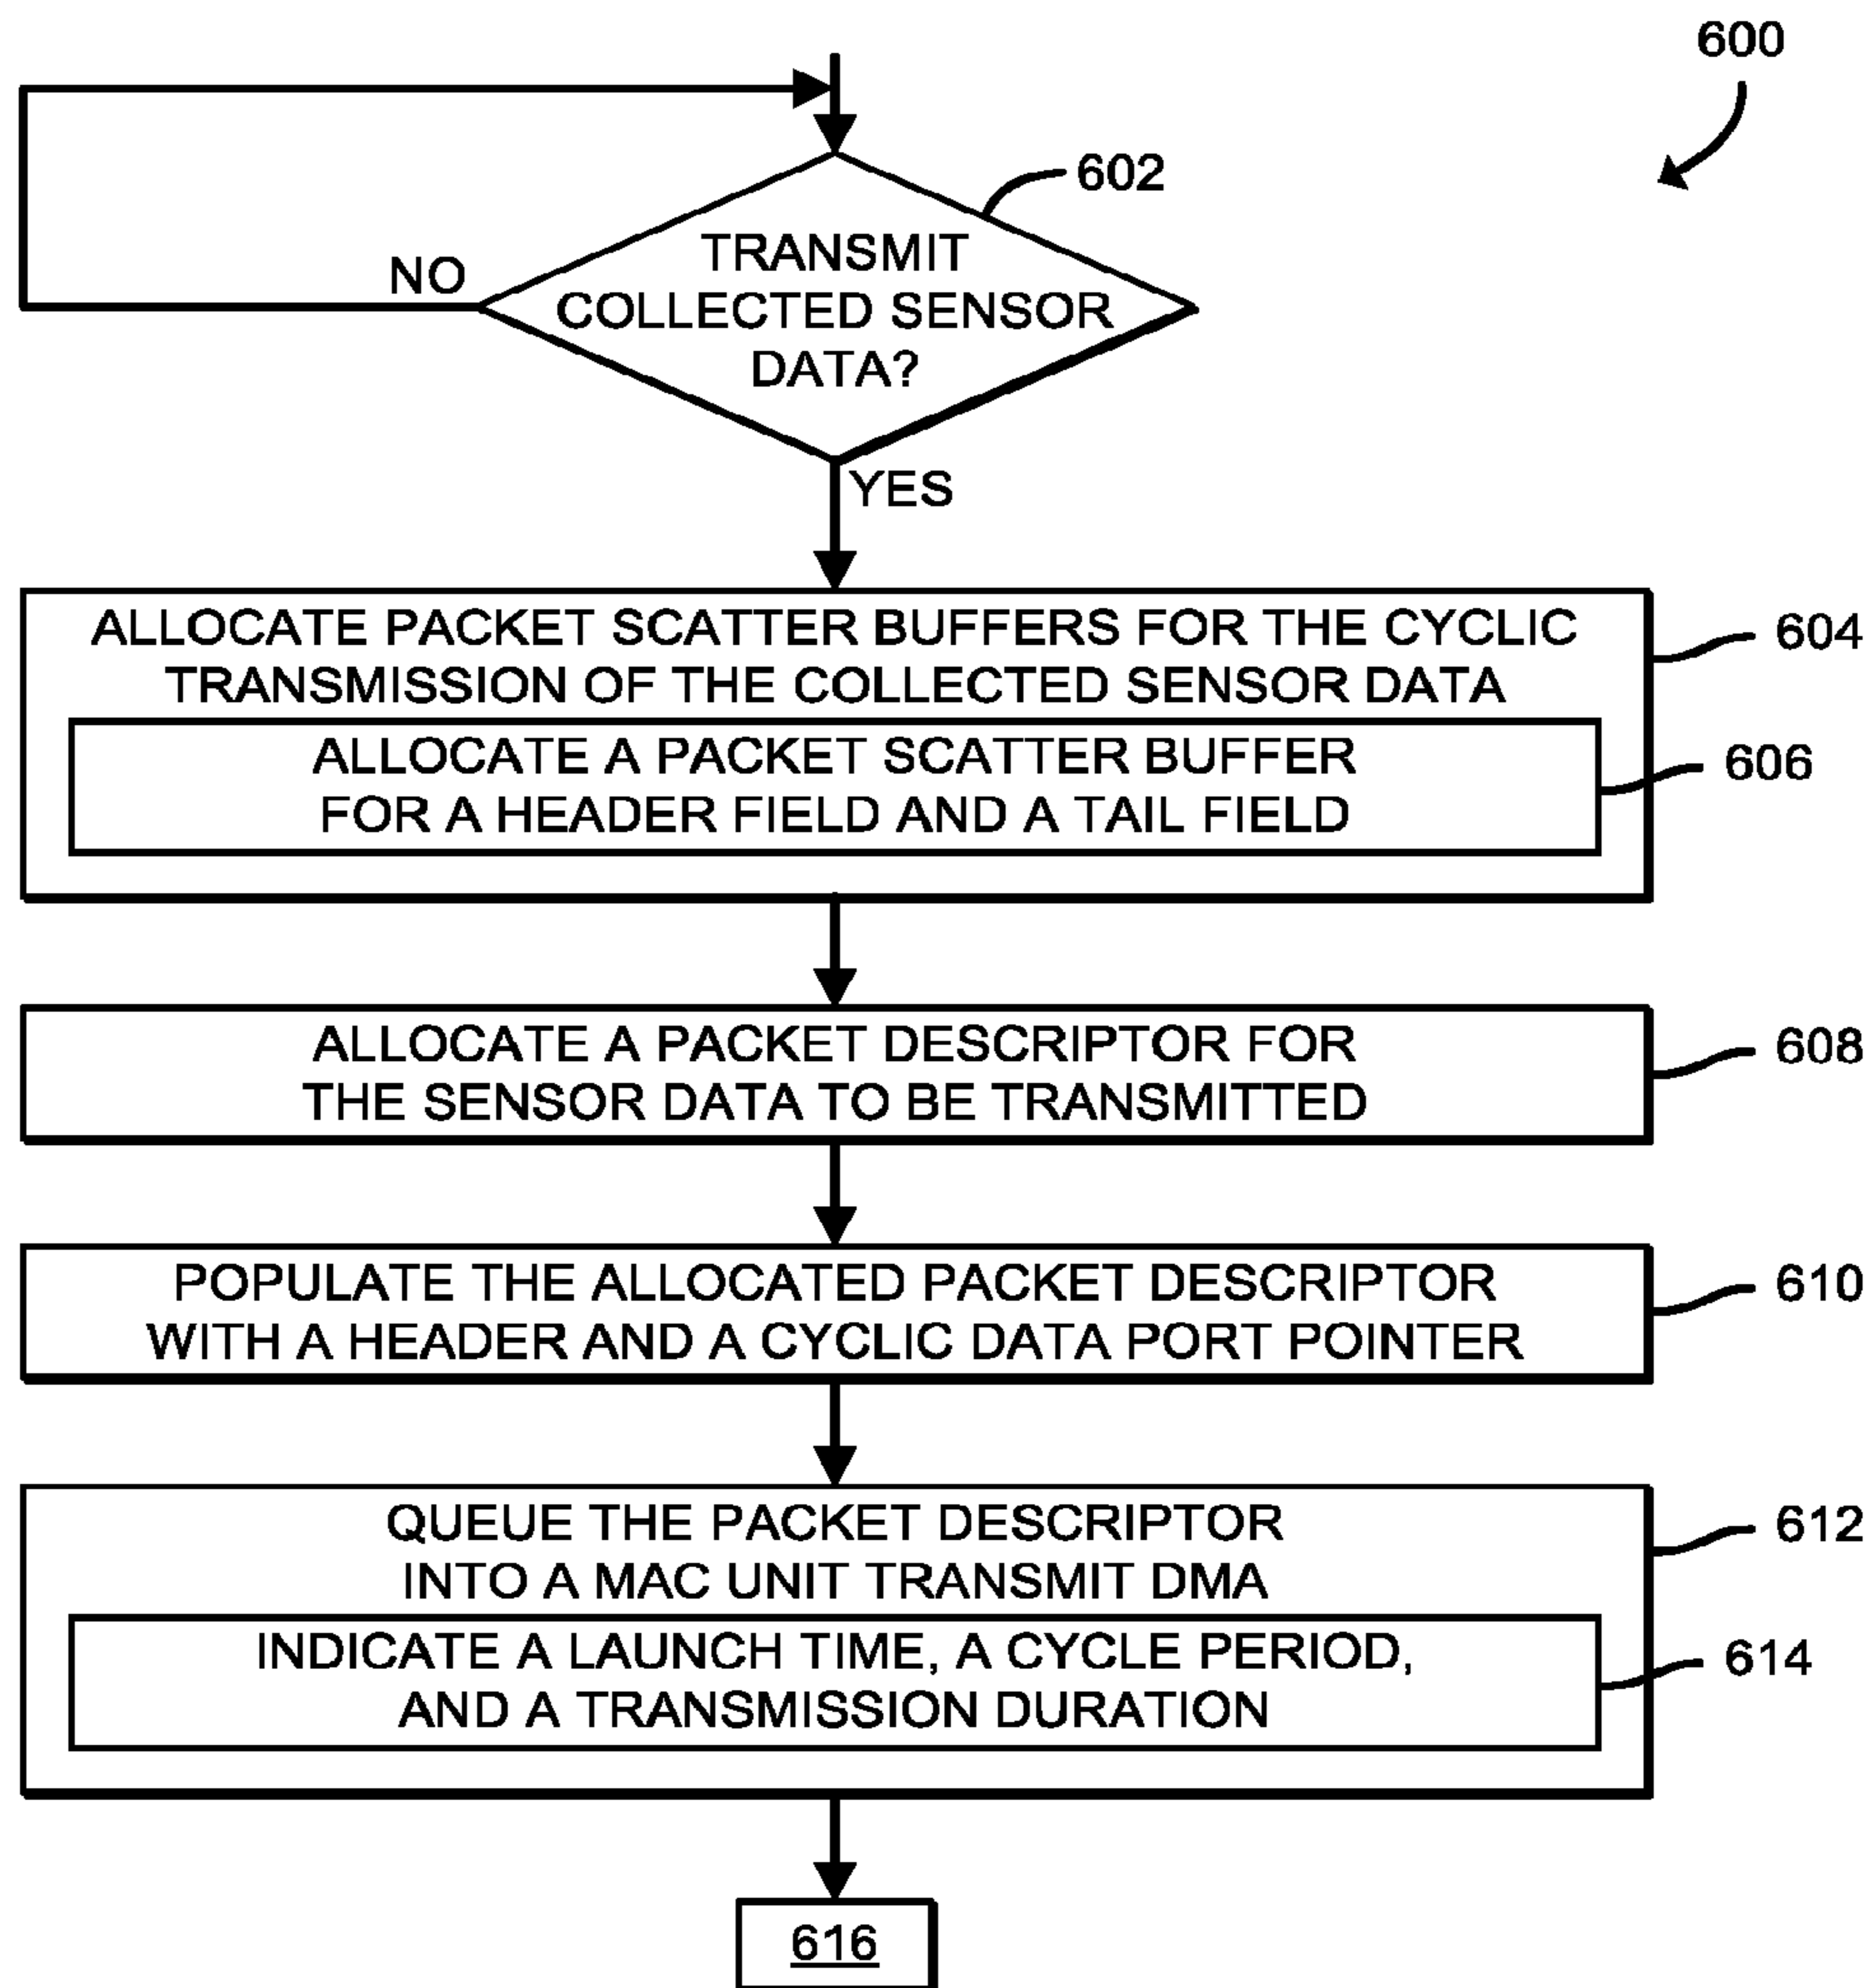 600
602
TRANSMIT
COLLECTED SENSOR
DATA?
NO
YES
ALLOCATE PACKET SCATTER BUFFERS FOR THE CYCLIC
TRANSMISSION OF THE COLLECTED SENSOR DATA
604
ALLOCATE A PACKET SCATTER BUFFER
FOR A HEADER FIELD AND A TAIL FIELD
606
ALLOCATE A PACKET DESCRIPTOR FOR
THE SENSOR DATA TO BE TRANSMITTED
608
POPULATE THE ALLOCATED PACKET DESCRIPTOR
WITH A HEADER AND A CYCLIC DATA PORT POINTER
610
QUEUE THE PACKET DESCRIPTOR
INTO A MAC UNIT TRANSMIT DMA
612
INDICATE A LAUNCH TIME, A CYCLE PERIOD,
AND A TRANSMISSION DURATION
614
616